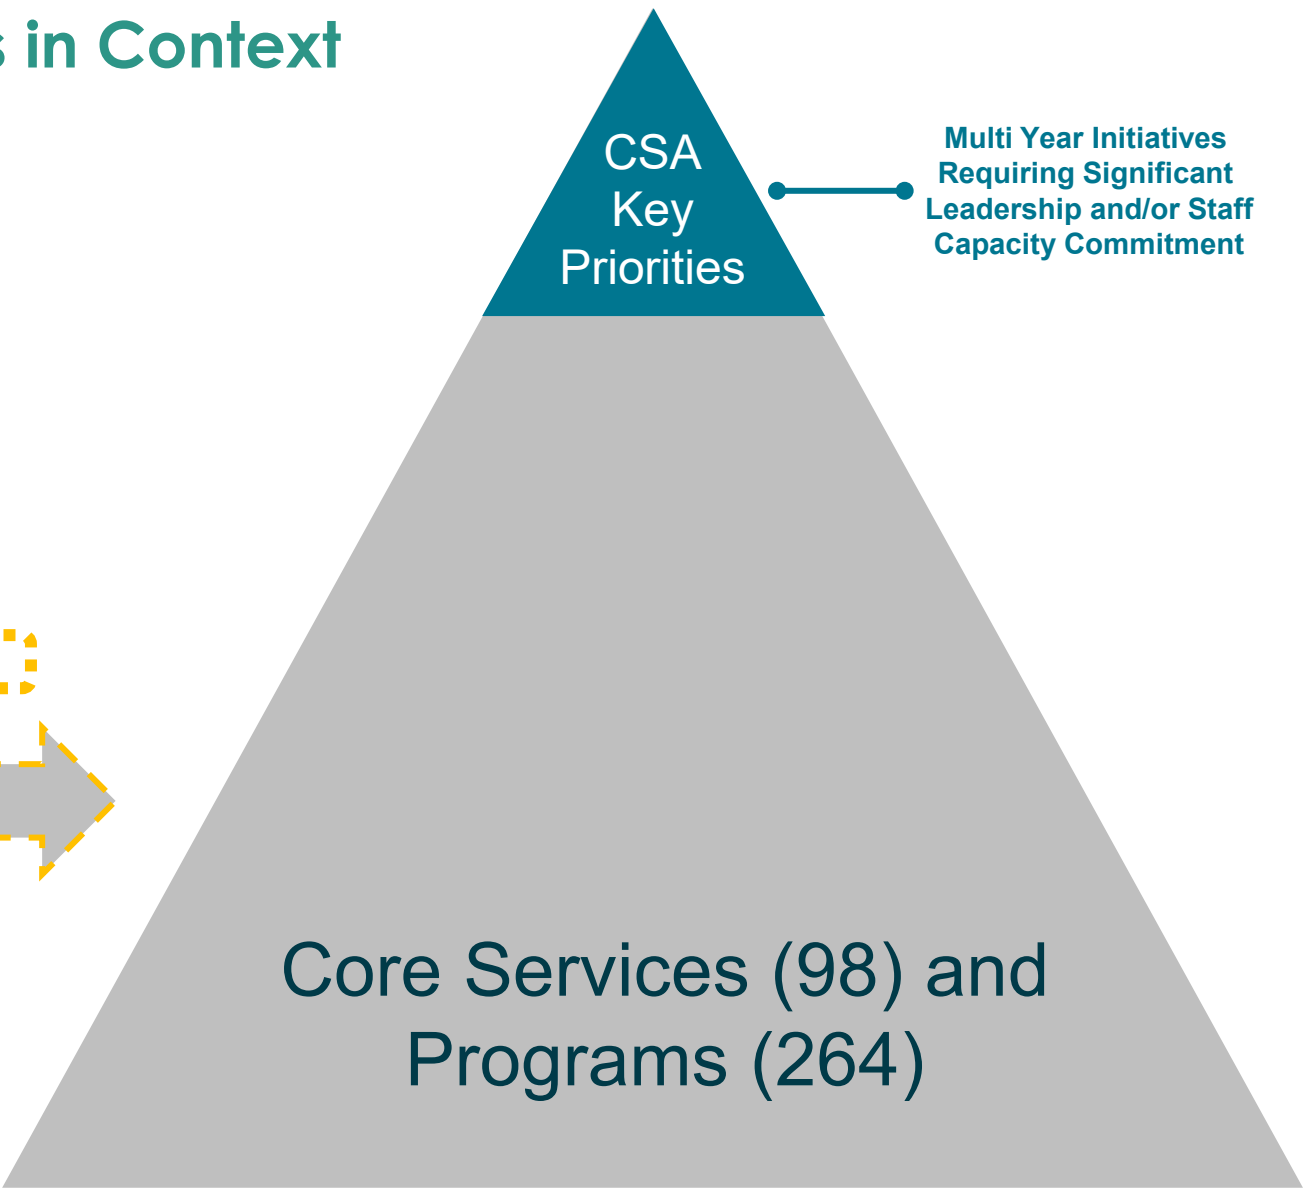 s in Context
CSA
Key
Priorities
Multi Year Initiatives
Requiring Significant
Leadership and/or Staff
Capacity Commitment
Core Services (98) and
Programs (264)